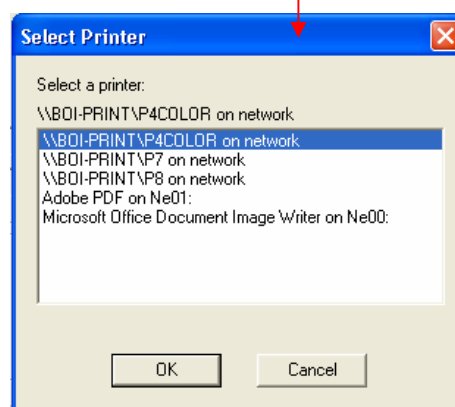 Select Printer
Select a printer:
\\BOI-PRINT\P4COLOR on network
\\BOI-PRINT\P4COLOR on network
\\BOI-PRINT\P7 on network
\\BOI-PRINT\P8 on network
Adobe PDF on Ne01:
Microsoft Office Document Image Writer on Ne00:
OK Cancel